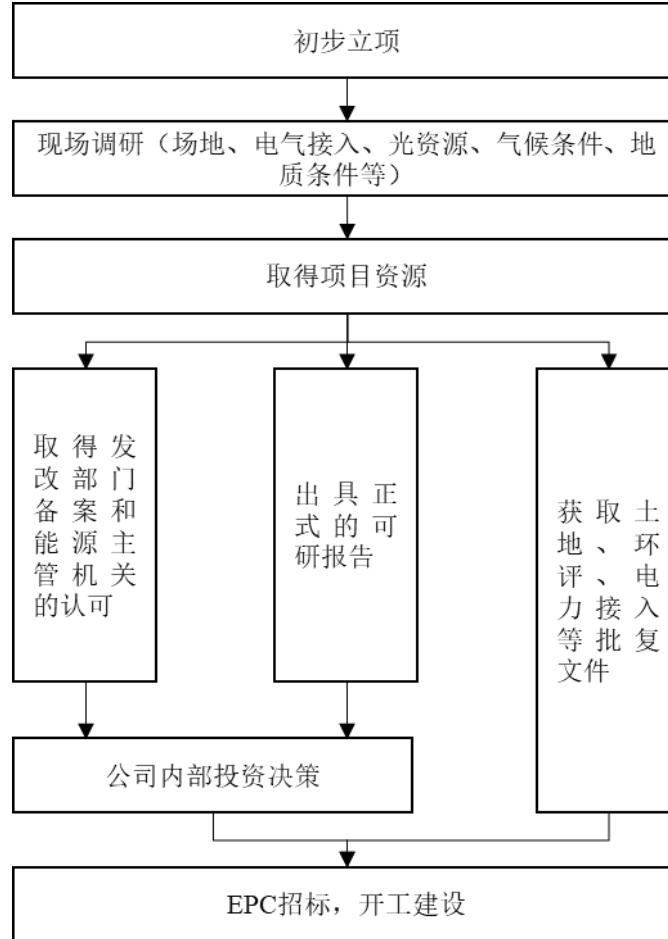 初步立项
现场调研（场地、电气接入、光资源、气候条件、地
质条件等）
取得项目资源
取得发
改部门
备案和
能源主
管机关
的认可
出具正
式的可
研报告
获取土
地、环
评、电
力接入
等批复
文件
公司内部投资决策
EPC招标，开工建设